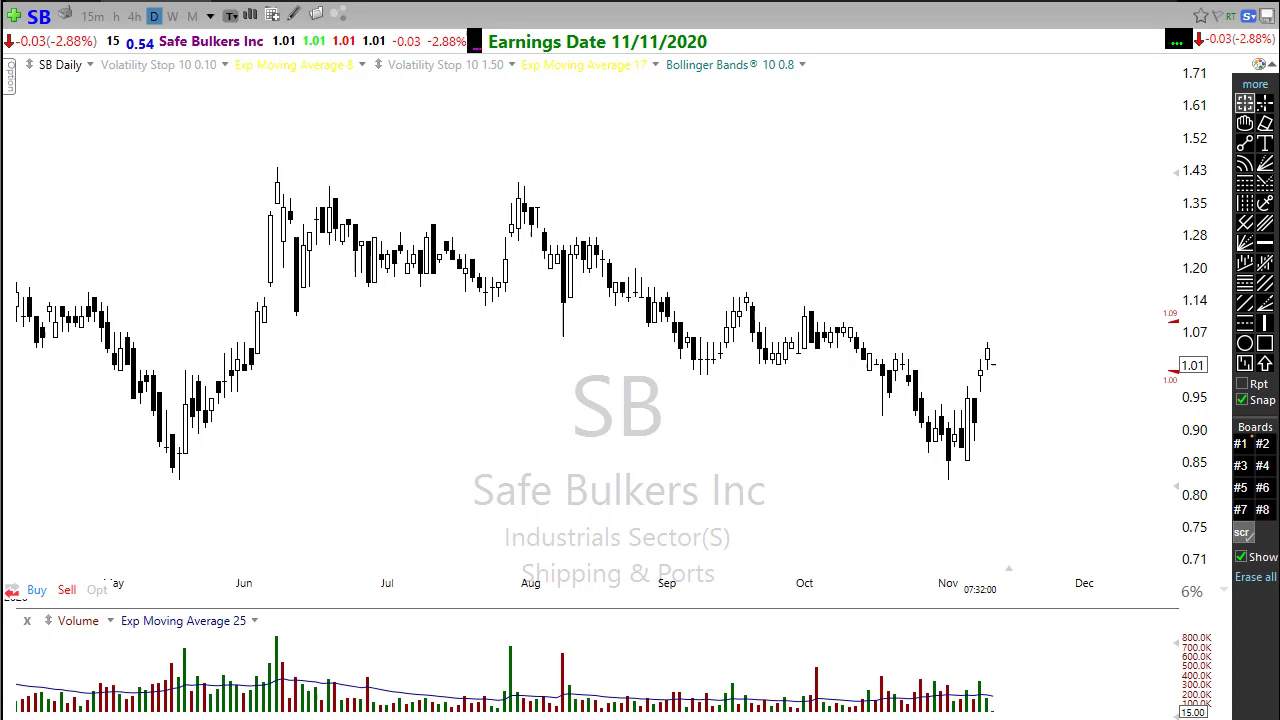 SB 15m h 4h D W M T RT S
-0.03(-2.88%) 15 0.54 Safe Bulkers Inc 1.01 1.01 1.01 1.01 -0.03 -2.88% ... Earnings Date 11/11/2020 ... -0.03(-2.88%)
Option
SB Daily Volatility Stop 10 0.10 Exp Moving Average 8 Volatility Stop 10 1.50 Exp Moving Average 17 Bollinger Bands® 10 0.8
1.71
1.61
1.52
1.43
1.35
1.28
1.20
1.14
1.09
1.07
1.01
1.00
0.95
0.90
0.85
0.80
0.75
0.71
6%
more
Rpt
Snap
Boards
#1 #2
#3 #4
#5 #6
#7 #8
scr
Show
Erase all
SB
Safe Bulkers Inc
Industrials Sector(S)
Shipping & Ports
Jun Jul Aug Sep Oct Nov Dec
07:32:00
Buy Sell Opt
X Volume Exp Moving Average 25
800.0K
700.0K
600.0K
500.0K
400.0K
300.0K
200.0K
100.0K
15.00